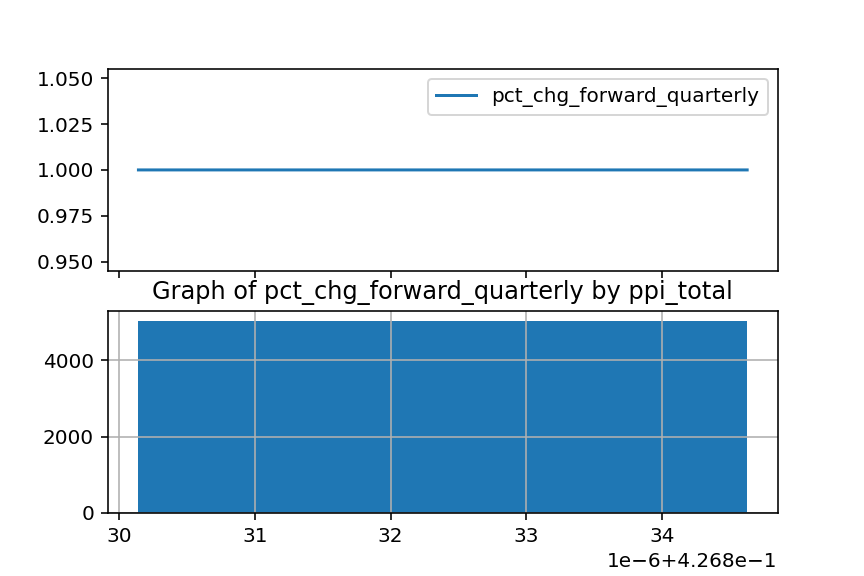 1.050
pct_chg_forward_quarterly
1.025
1.000
0.975
0.950
Graph of pct_chg_forward_quarterly by ppi_total
4000
2000
0
30 31 32 33 34
1e−6+4.268e−1